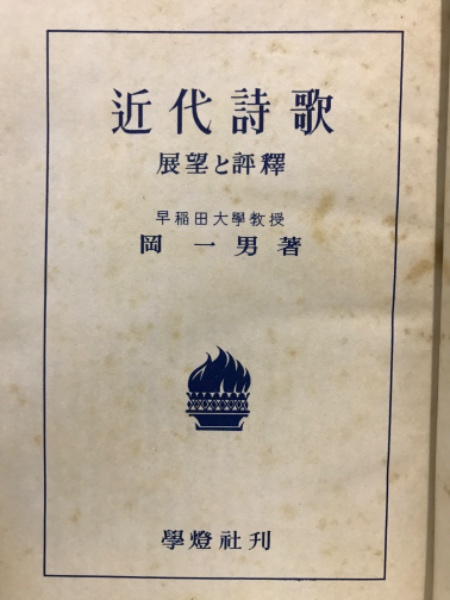 近代詩歌
展望と評釋
早稲田大學教授
岡一男著
學燈社刊